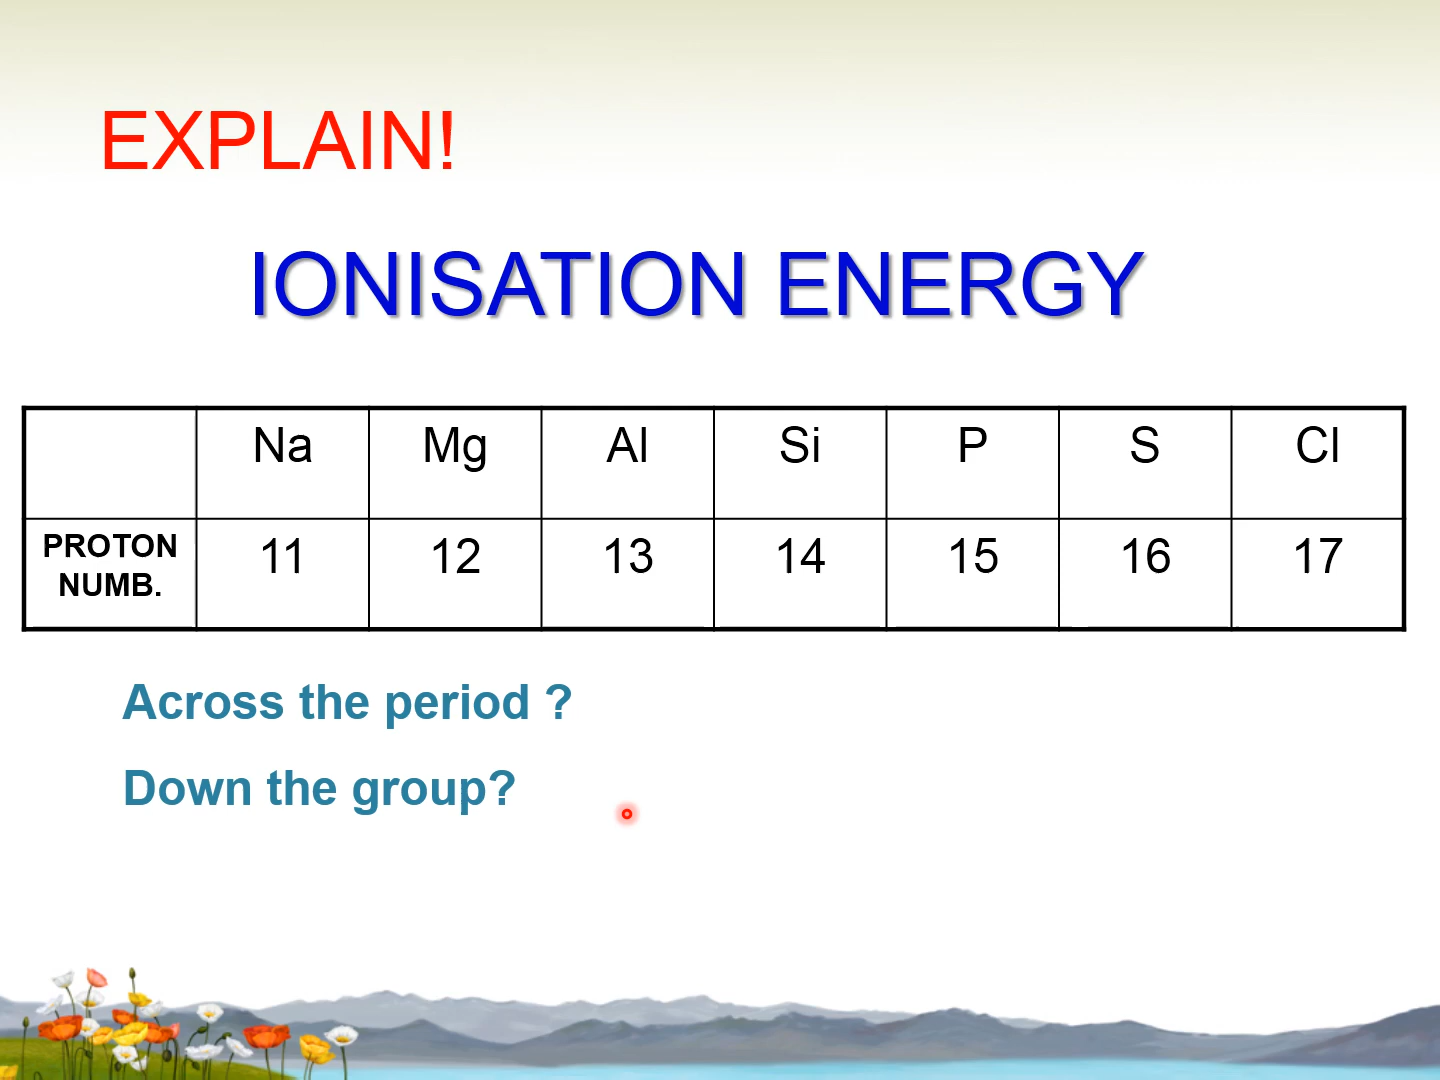 EXPLAIN!
IONISATION ENERGY
Na Mg Al Si P S Cl
PROTON NUMB. 11 12 13 14 15 16 17
Across the period ?
Down the group?